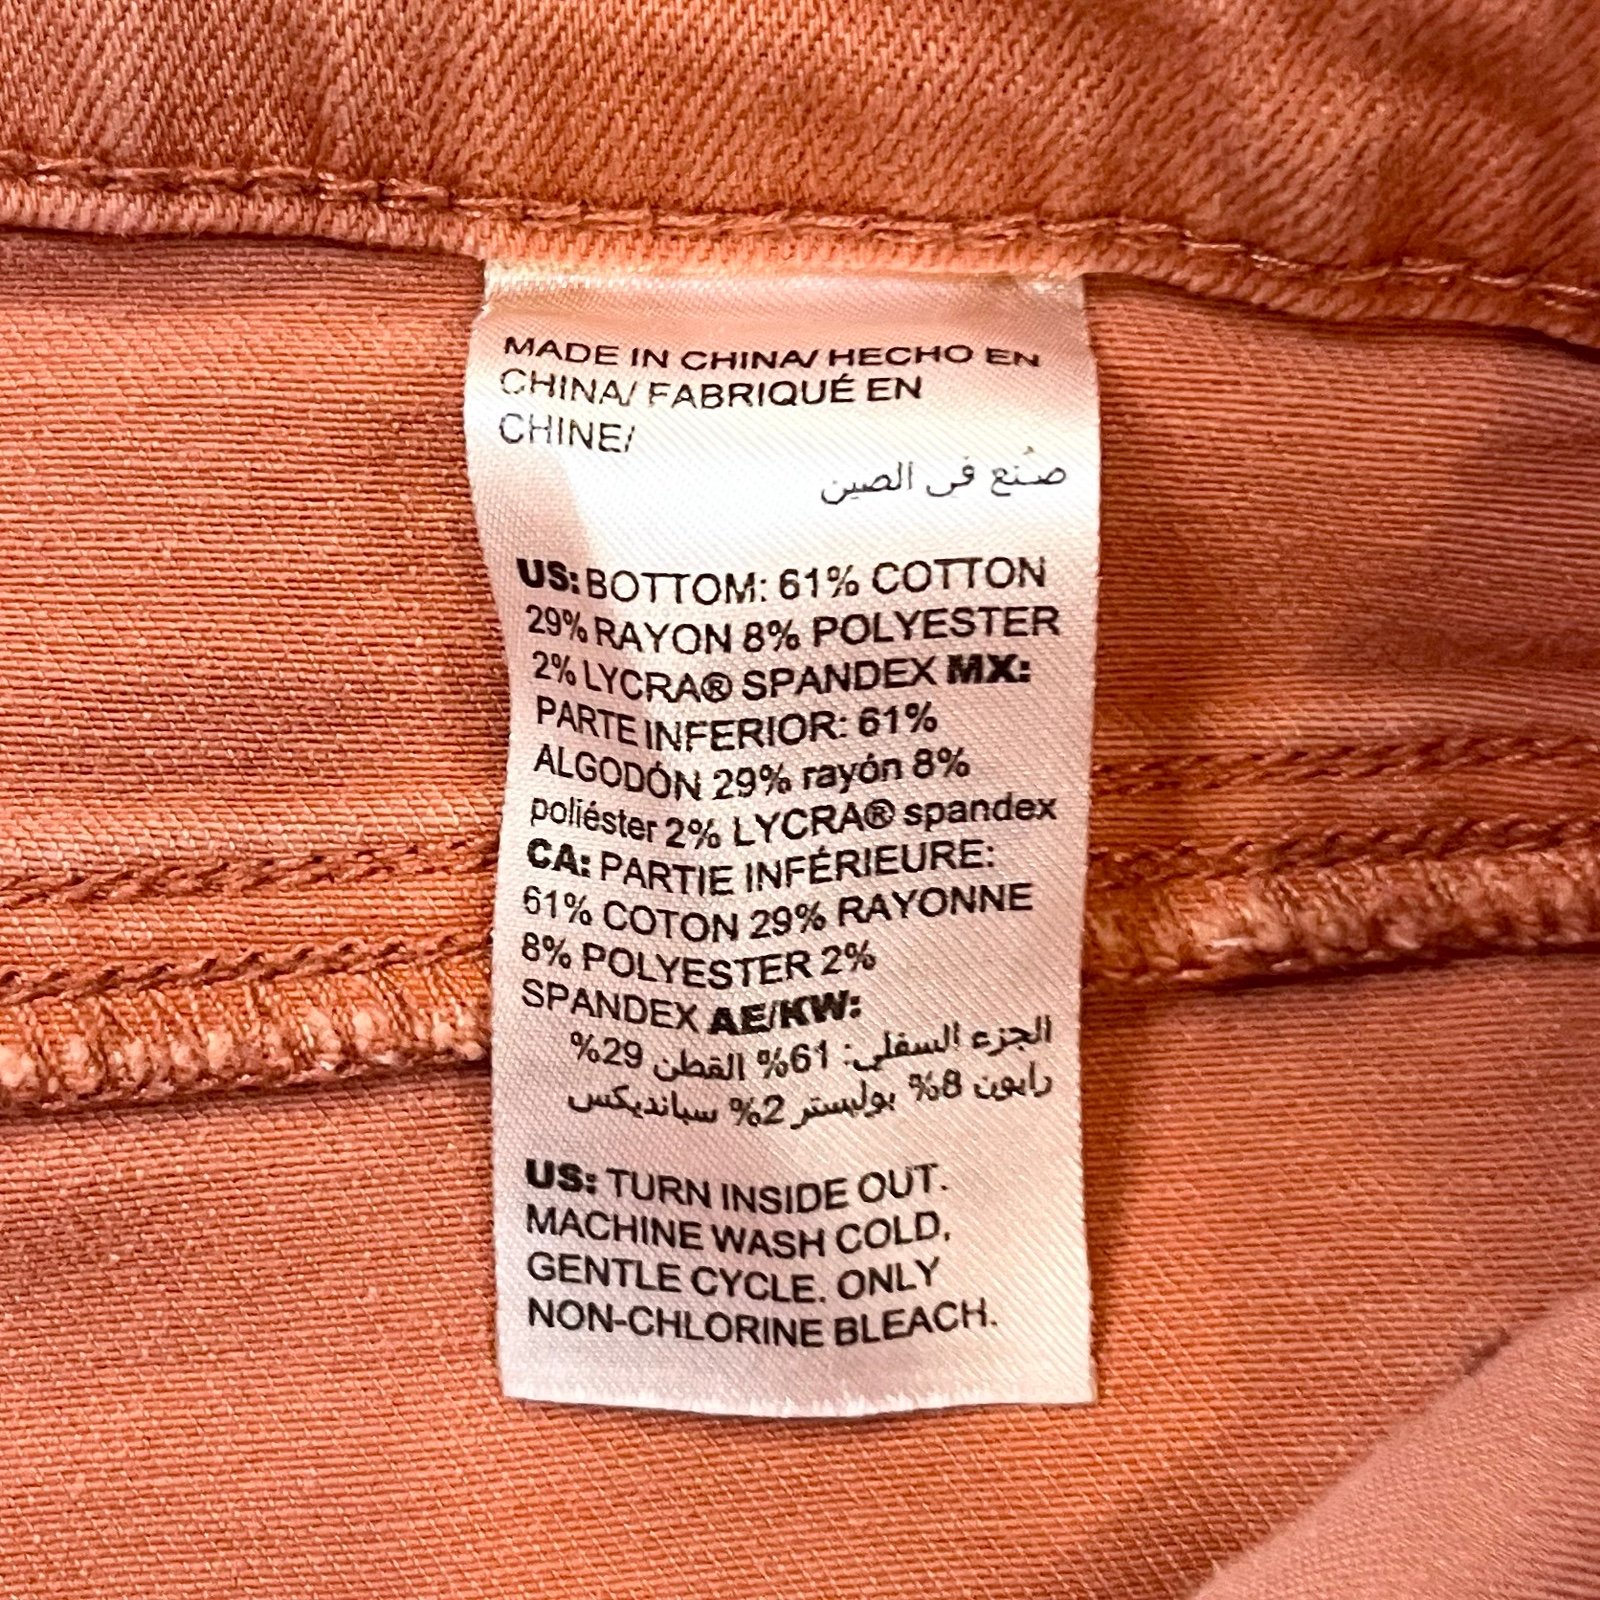 MADE IN CHINA/ HECHO EN
CHINA/ FABRIQUÉ EN
CHINE/
صُنع في الصين
US: BOTTOM: 61% COTTON
29% RAYON 8% POLYESTER
2% LYCRA® SPANDEX MX:
PARTE INFERIOR: 61%
ALGODÓN 29% rayón 8%
poliéster 2% LYCRA® spandex
CA: PARTIE INFÉRIEURE:
61% COTON 29% RAYONNE
8% POLYESTER 2%
SPANDEX AE/KW:
الجزء السفلي: 61% القطن 29%
رايون 8% بوليستر 2% سبانديكس
US: TURN INSIDE OUT.
MACHINE WASH COLD,
GENTLE CYCLE. ONLY
NON-CHLORINE BLEACH.